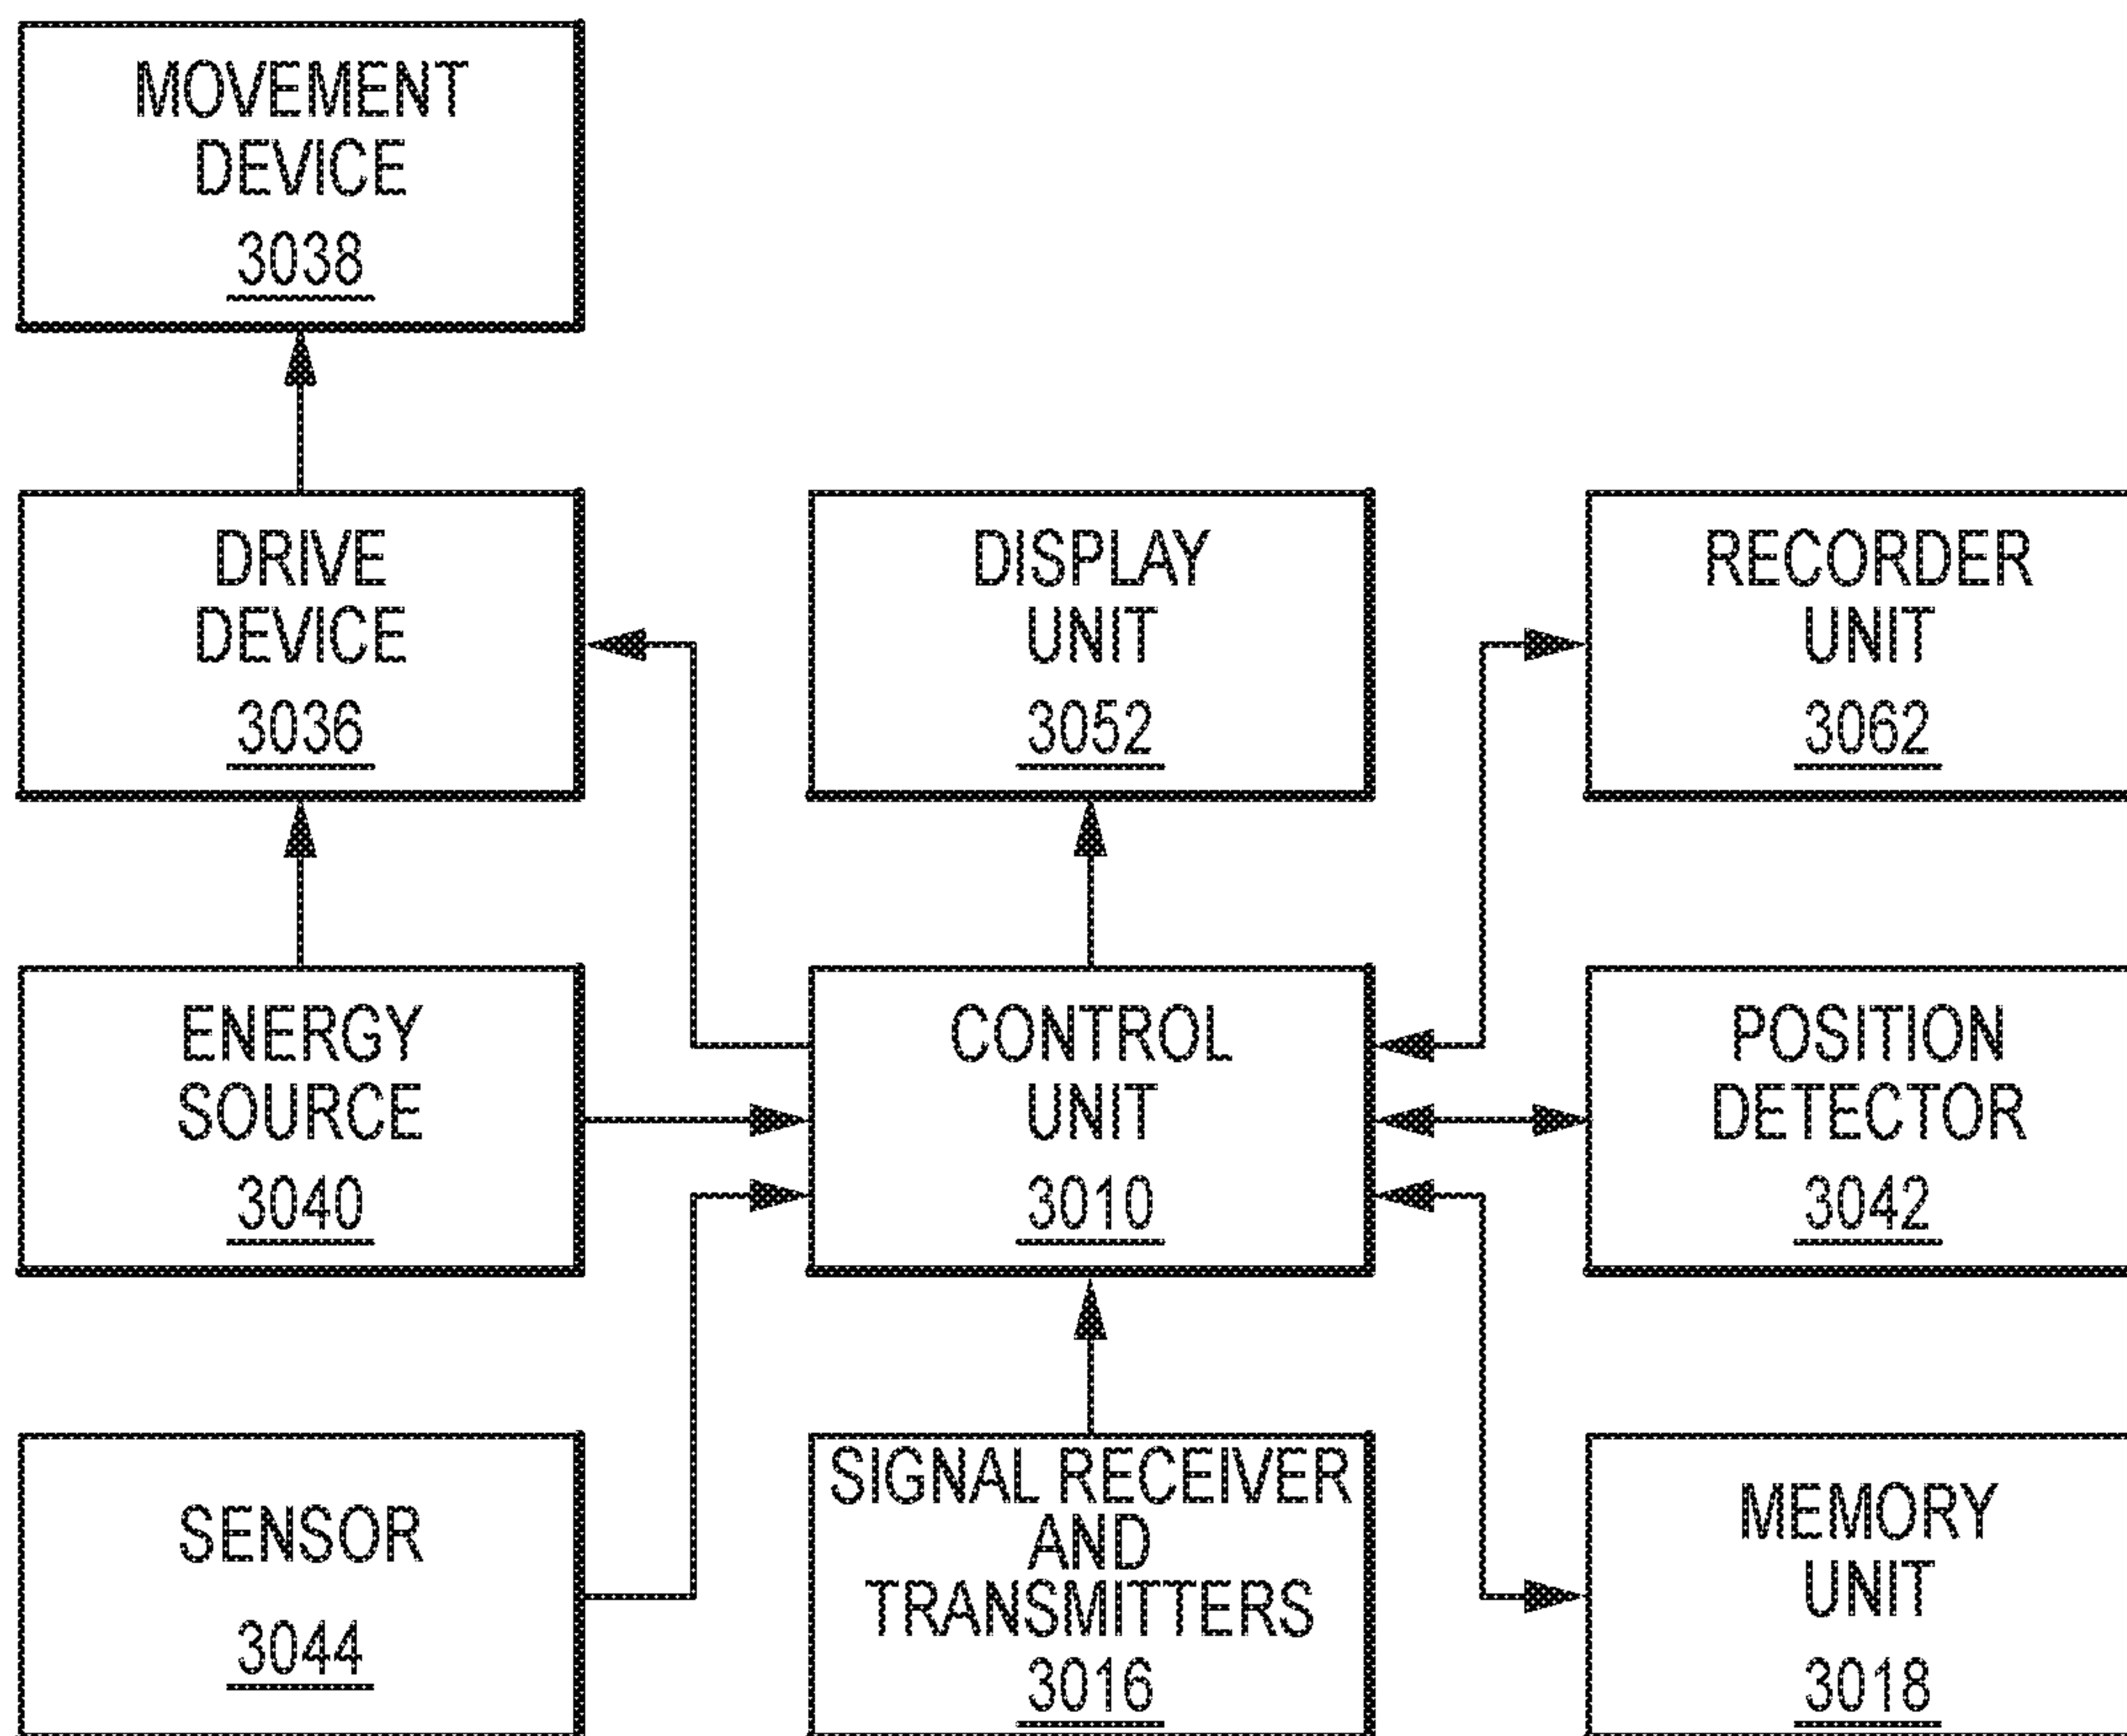 MOVEMENT
DEVICE
3038
DRIVE
DEVICE
3036
DISPLAY
UNIT
3052
RECORDER
UNIT
3062
ENERGY
SOURCE
3040
CONTROL
UNIT
3010
POSITION
DETECTOR
3042
SENSOR
3044
SIGNAL RECEIVER
AND
TRANSMITTERS
3016
MEMORY
UNIT
3018